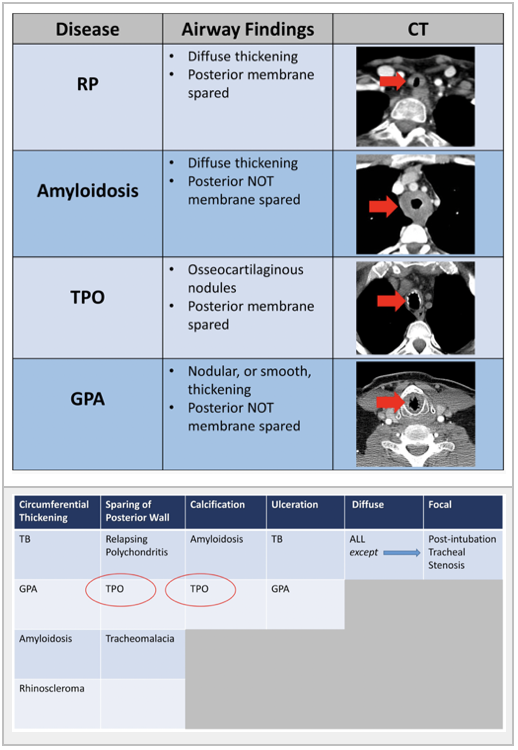 Disease Airway Findings CT
RP
• Diffuse thickening
• Posterior membrane
spared
Amyloidosis
• Diffuse thickening
• Posterior NOT
membrane spared
TPO
• Osseocartilaginous
nodules
• Posterior membrane
spared
GPA
• Nodular, or smooth,
thickening
• Posterior NOT
membrane spared
Circumferential
Thickening
Sparing of
Posterior Wall
Calcification
Ulceration
Diffuse
Focal
TB
Relapsing
Polychondritis
Amyloidosis
TB
ALL
except
Post-intubation
Tracheal
Stenosis
GPA
TPO
TPO
GPA
Amyloidosis
Tracheomalacia
Rhinoscleroma